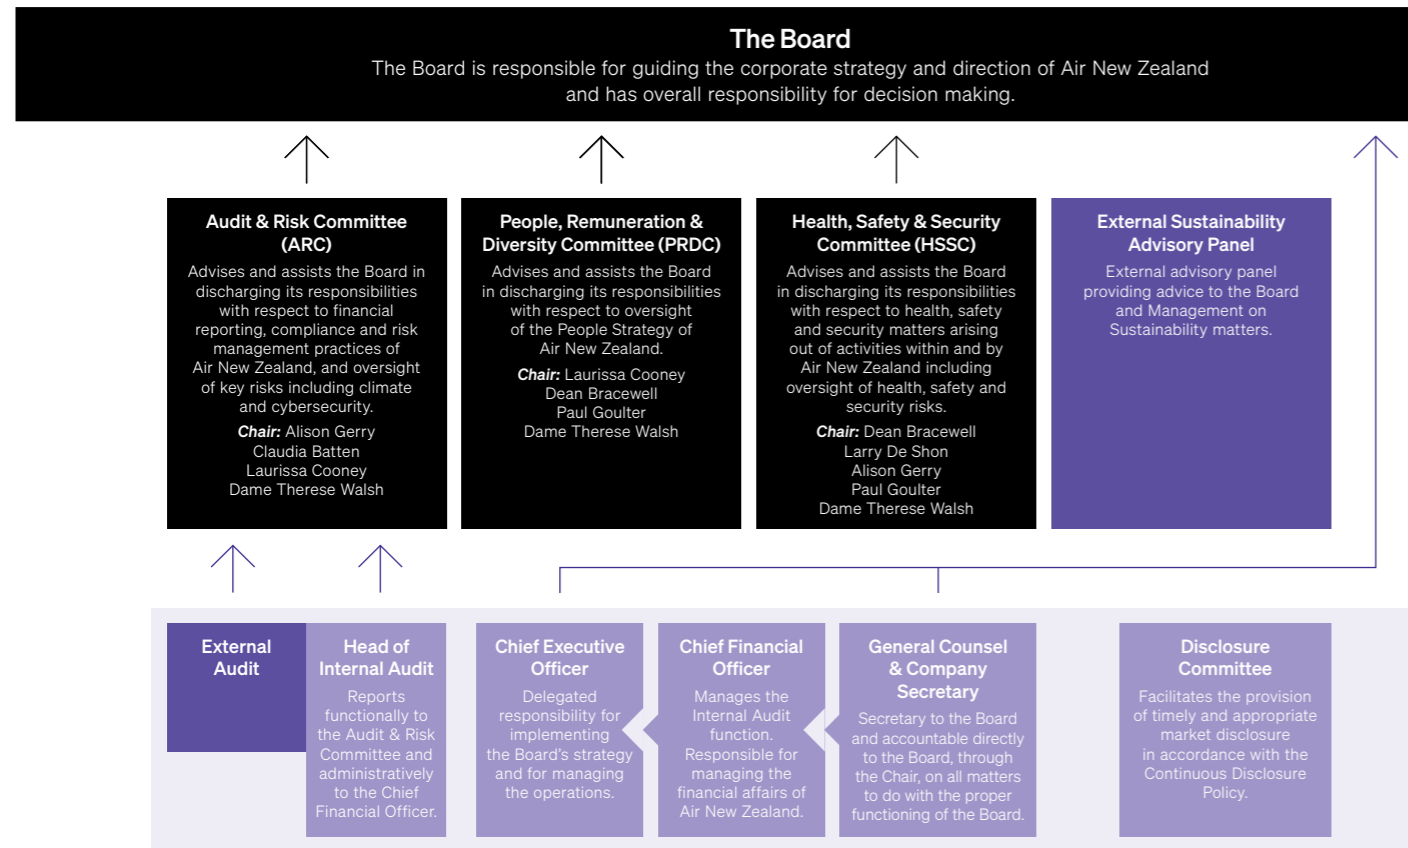 The Board
The Board is responsible for guiding the corporate strategy and direction of Air New Zealand
and has overall responsibility for decision making.
Audit & Risk Committee
(ARC)
Advises and assists the Board in
discharging its responsibilities
with respect to financial
reporting, compliance and risk
management practices of
Air New Zealand, and oversight
of key risks including climate
and cybersecurity.
Chair: Alison Gerry
Claudia Batten
Laurissa Cooney
Dame Therese Walsh
People, Remuneration &
Diversity Committee (PRDC)
Advises and assists the Board
in discharging its responsibilities
with respect to oversight
of the People Strategy of
Air New Zealand.
Chair: Laurissa Cooney
Dean Bracewell
Paul Goulter
Dame Therese Walsh
Health, Safety & Security
Committee (HSSC)
Advises and assists the Board
in discharging its responsibilities
with respect to health, safety
and security matters arising
out of activities within and by
Air New Zealand including
oversight of health, safety and
security risks.
Chair: Dean Bracewell
Larry De Shon
Alison Gerry
Paul Goulter
Dame Therese Walsh
External Sustainability
Advisory Panel
External advisory panel
providing advice to the Board
and Management on
Sustainability matters.
External
Audit
Head of
Internal Audit
Reports
functionally to
the Audit & Risk
Committee and
administratively
to the Chief
Financial Officer.
Chief Executive
Officer
Delegated
responsibility for
implementing
the Board's strategy
and for managing
the operations.
Chief Financial
Officer
Manages the
Internal Audit
function.
Responsible for
managing the
financial affairs of
Air New Zealand.
General Counsel
& Company
Secretary
Secretary to the Board
and accountable directly
to the Board, through
the Chair, on all matters
to do with the proper
functioning of the Board.
Disclosure
Committee
Facilitates the provision
of timely and appropriate
market disclosure
in accordance with the
Continuous Disclosure
Policy.